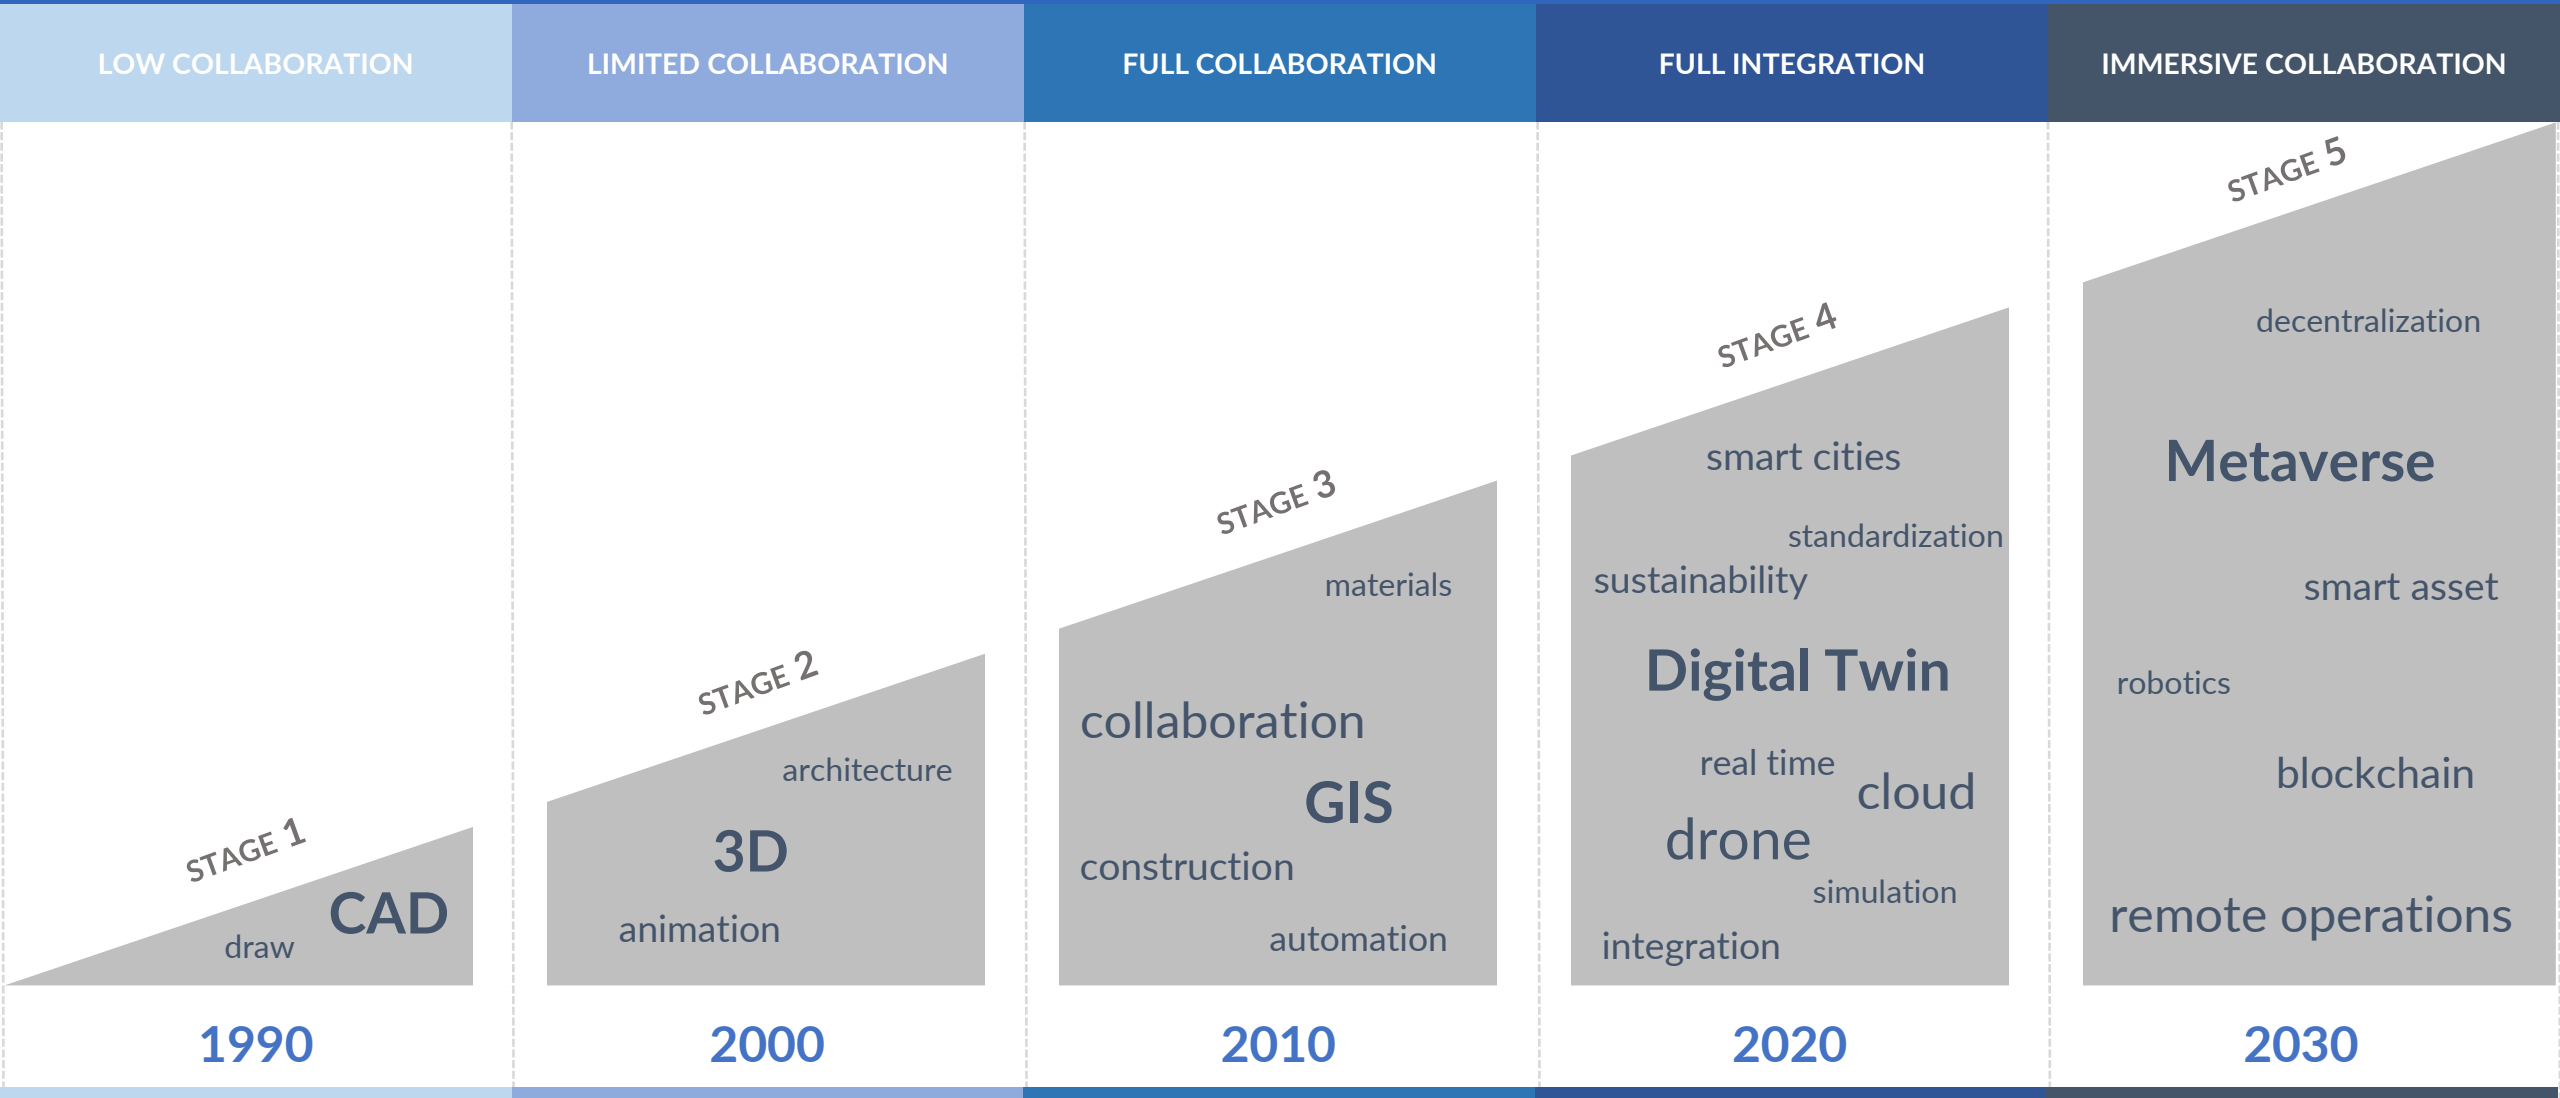 LOW COLLABORATION
LIMITED COLLABORATION
FULL COLLABORATION
FULL INTEGRATION
IMMERSIVE COLLABORATION
STAGE 1
CAD
draw
1990
STAGE 2
architecture
3D
animation
2000
STAGE 3
materials
collaboration
GIS
construction
automation
2010
STAGE 4
smart cities
standardization
sustainability
Digital Twin
real time
cloud
drone
simulation
integration
2020
STAGE 5
decentralization
Metaverse
smart asset
robotics
blockchain
remote operations
2030